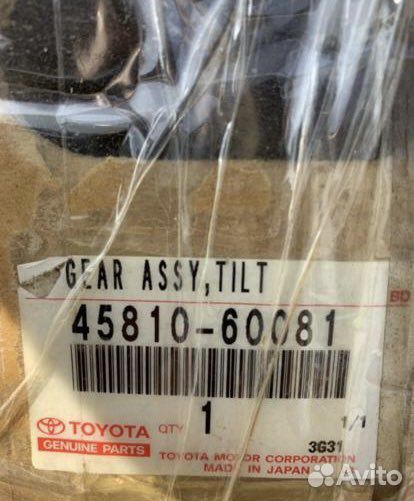 GEAR ASSY,TILT
BD
45810-60081
TOYOTA QTY 1 1/1
GENUINE PARTS 3G31
TOYOTA MOTOR CORPORATION
MADE IN JAPAN
Avito